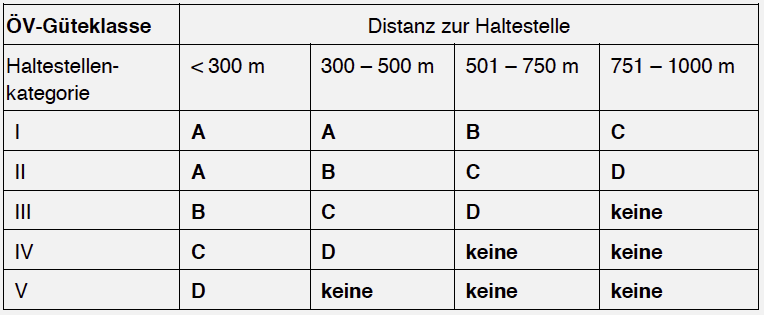 ÖV-Güteklasse Distanz zur Haltestelle
Haltestellen- < 300 m 300 – 500 m 501 – 750 m 751 – 1000 m
kategorie
I A A B C
II A B C D
III B C D keine
IV C D keine keine
V D keine keine keine